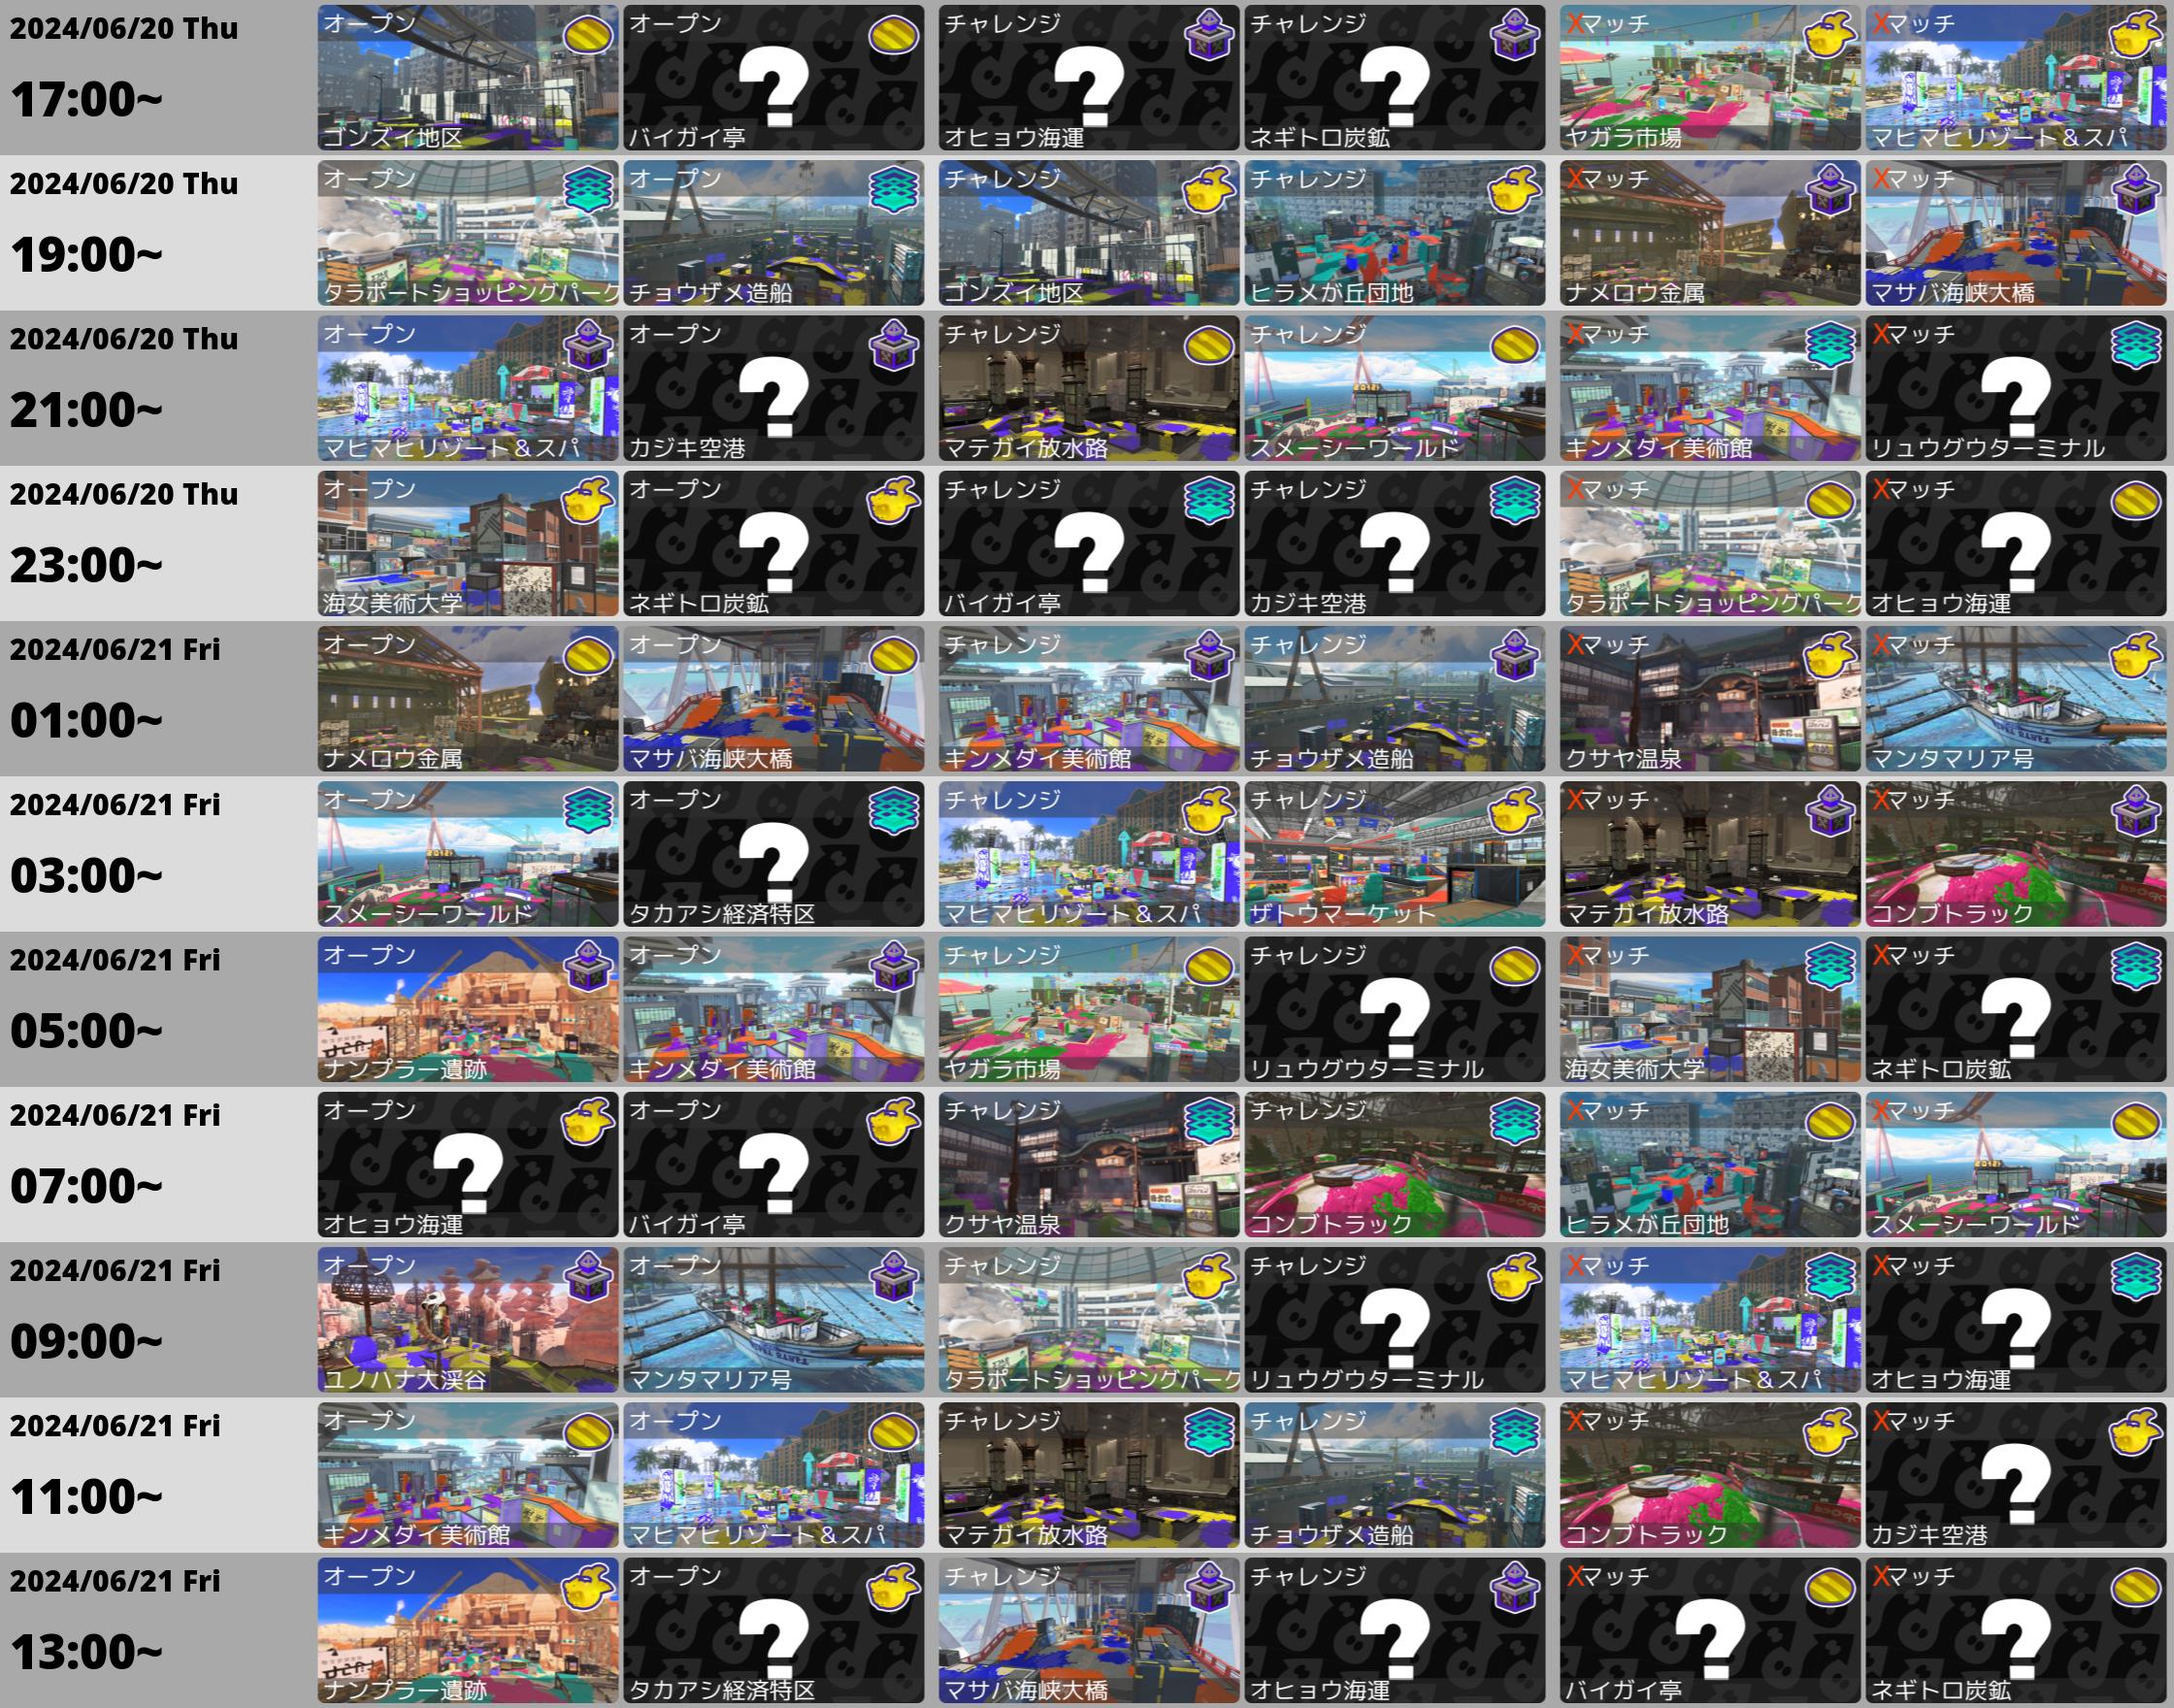 2024/06/20 Thu
17:00~
オープン
ゴンズイ地区
オープン
バイガイ亭
チャレンジ
オヒョウ海運
チャレンジ
ネギトロ炭鉱
Xマッチ
ヤガラ市場
Xマッチ
マヒマヒリゾート＆スパ
2024/06/20 Thu
19:00~
オープン
タラポートショッピングパーク
オープン
チョウザメ造船
チャレンジ
ゴンズイ地区
チャレンジ
ヒラメが丘団地
Xマッチ
ナメロウ金属
Xマッチ
マサバ海峡大橋
2024/06/20 Thu
21:00~
オープン
マヒマヒリゾート＆スパ
オープン
カジキ空港
チャレンジ
マテガイ放水路
チャレンジ
スメーシーワールド
Xマッチ
キンメダイ美術館
Xマッチ
リュウグウターミナル
2024/06/20 Thu
23:00~
オープン
海女美術大学
オープン
ネギトロ炭鉱
チャレンジ
バイガイ亭
チャレンジ
カジキ空港
Xマッチ
タラポートショッピングパーク
Xマッチ
オヒョウ海運
2024/06/21 Fri
01:00~
オープン
ナメロウ金属
オープン
マサバ海峡大橋
チャレンジ
キンメダイ美術館
チャレンジ
チョウザメ造船
Xマッチ
クサヤ温泉
Xマッチ
マンタマリア号
2024/06/21 Fri
03:00~
オープン
スメーシーワールド
オープン
タカアシ経済特区
チャレンジ
マヒマヒリゾート＆スパ
チャレンジ
ザトウマーケット
Xマッチ
マテガイ放水路
Xマッチ
コンブトラック
2024/06/21 Fri
05:00~
オープン
ナンプラー遺跡
オープン
キンメダイ美術館
チャレンジ
ヤガラ市場
チャレンジ
リュウグウターミナル
Xマッチ
海女美術大学
Xマッチ
ネギトロ炭鉱
2024/06/21 Fri
07:00~
オープン
オヒョウ海運
オープン
バイガイ亭
チャレンジ
クサヤ温泉
チャレンジ
コンブトラック
Xマッチ
ヒラメが丘団地
Xマッチ
スメーシーワールド
2024/06/21 Fri
09:00~
オープン
ユノハナ大渓谷
オープン
マンタマリア号
チャレンジ
タラポートショッピングパーク
チャレンジ
リュウグウターミナル
Xマッチ
マヒマヒリゾート＆スパ
Xマッチ
オヒョウ海運
2024/06/21 Fri
11:00~
オープン
キンメダイ美術館
オープン
マヒマヒリゾート＆スパ
チャレンジ
マテガイ放水路
チャレンジ
チョウザメ造船
Xマッチ
コンブトラック
Xマッチ
カジキ空港
2024/06/21 Fri
13:00~
オープン
ナンプラー遺跡
オープン
タカアシ経済特区
チャレンジ
マサバ海峡大橋
チャレンジ
オヒョウ海運
Xマッチ
バイガイ亭
Xマッチ
ネギトロ炭鉱